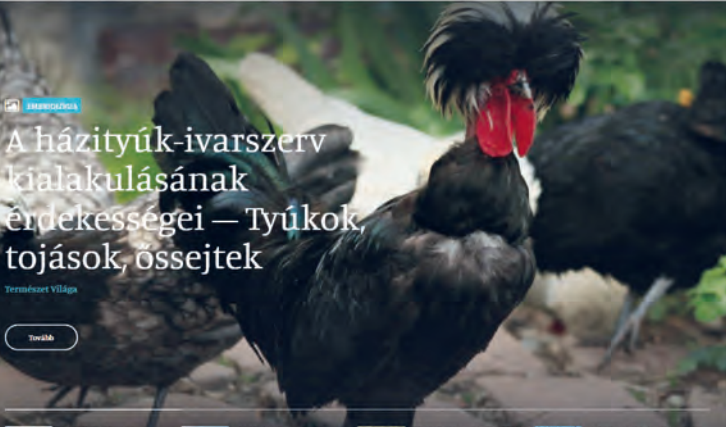 A házityúk-ivarszerv
kialakulásának
érdekességei — Tyúkok,
tojások, őssejtek
Természet Világa
Tovább